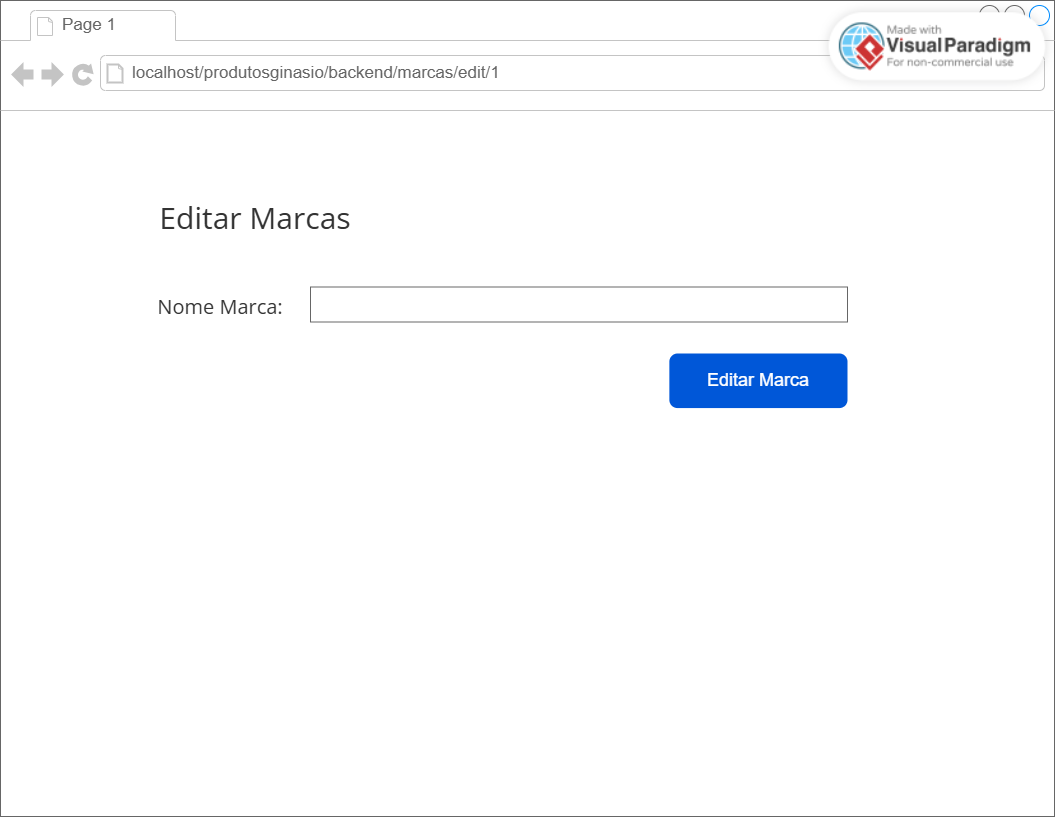 Page 1
Made with
Visual Paradigm
For non-commercial use
localhost/produtosginasio/backend/marcas/edit/1
Editar Marcas
Nome Marca:
Editar Marca